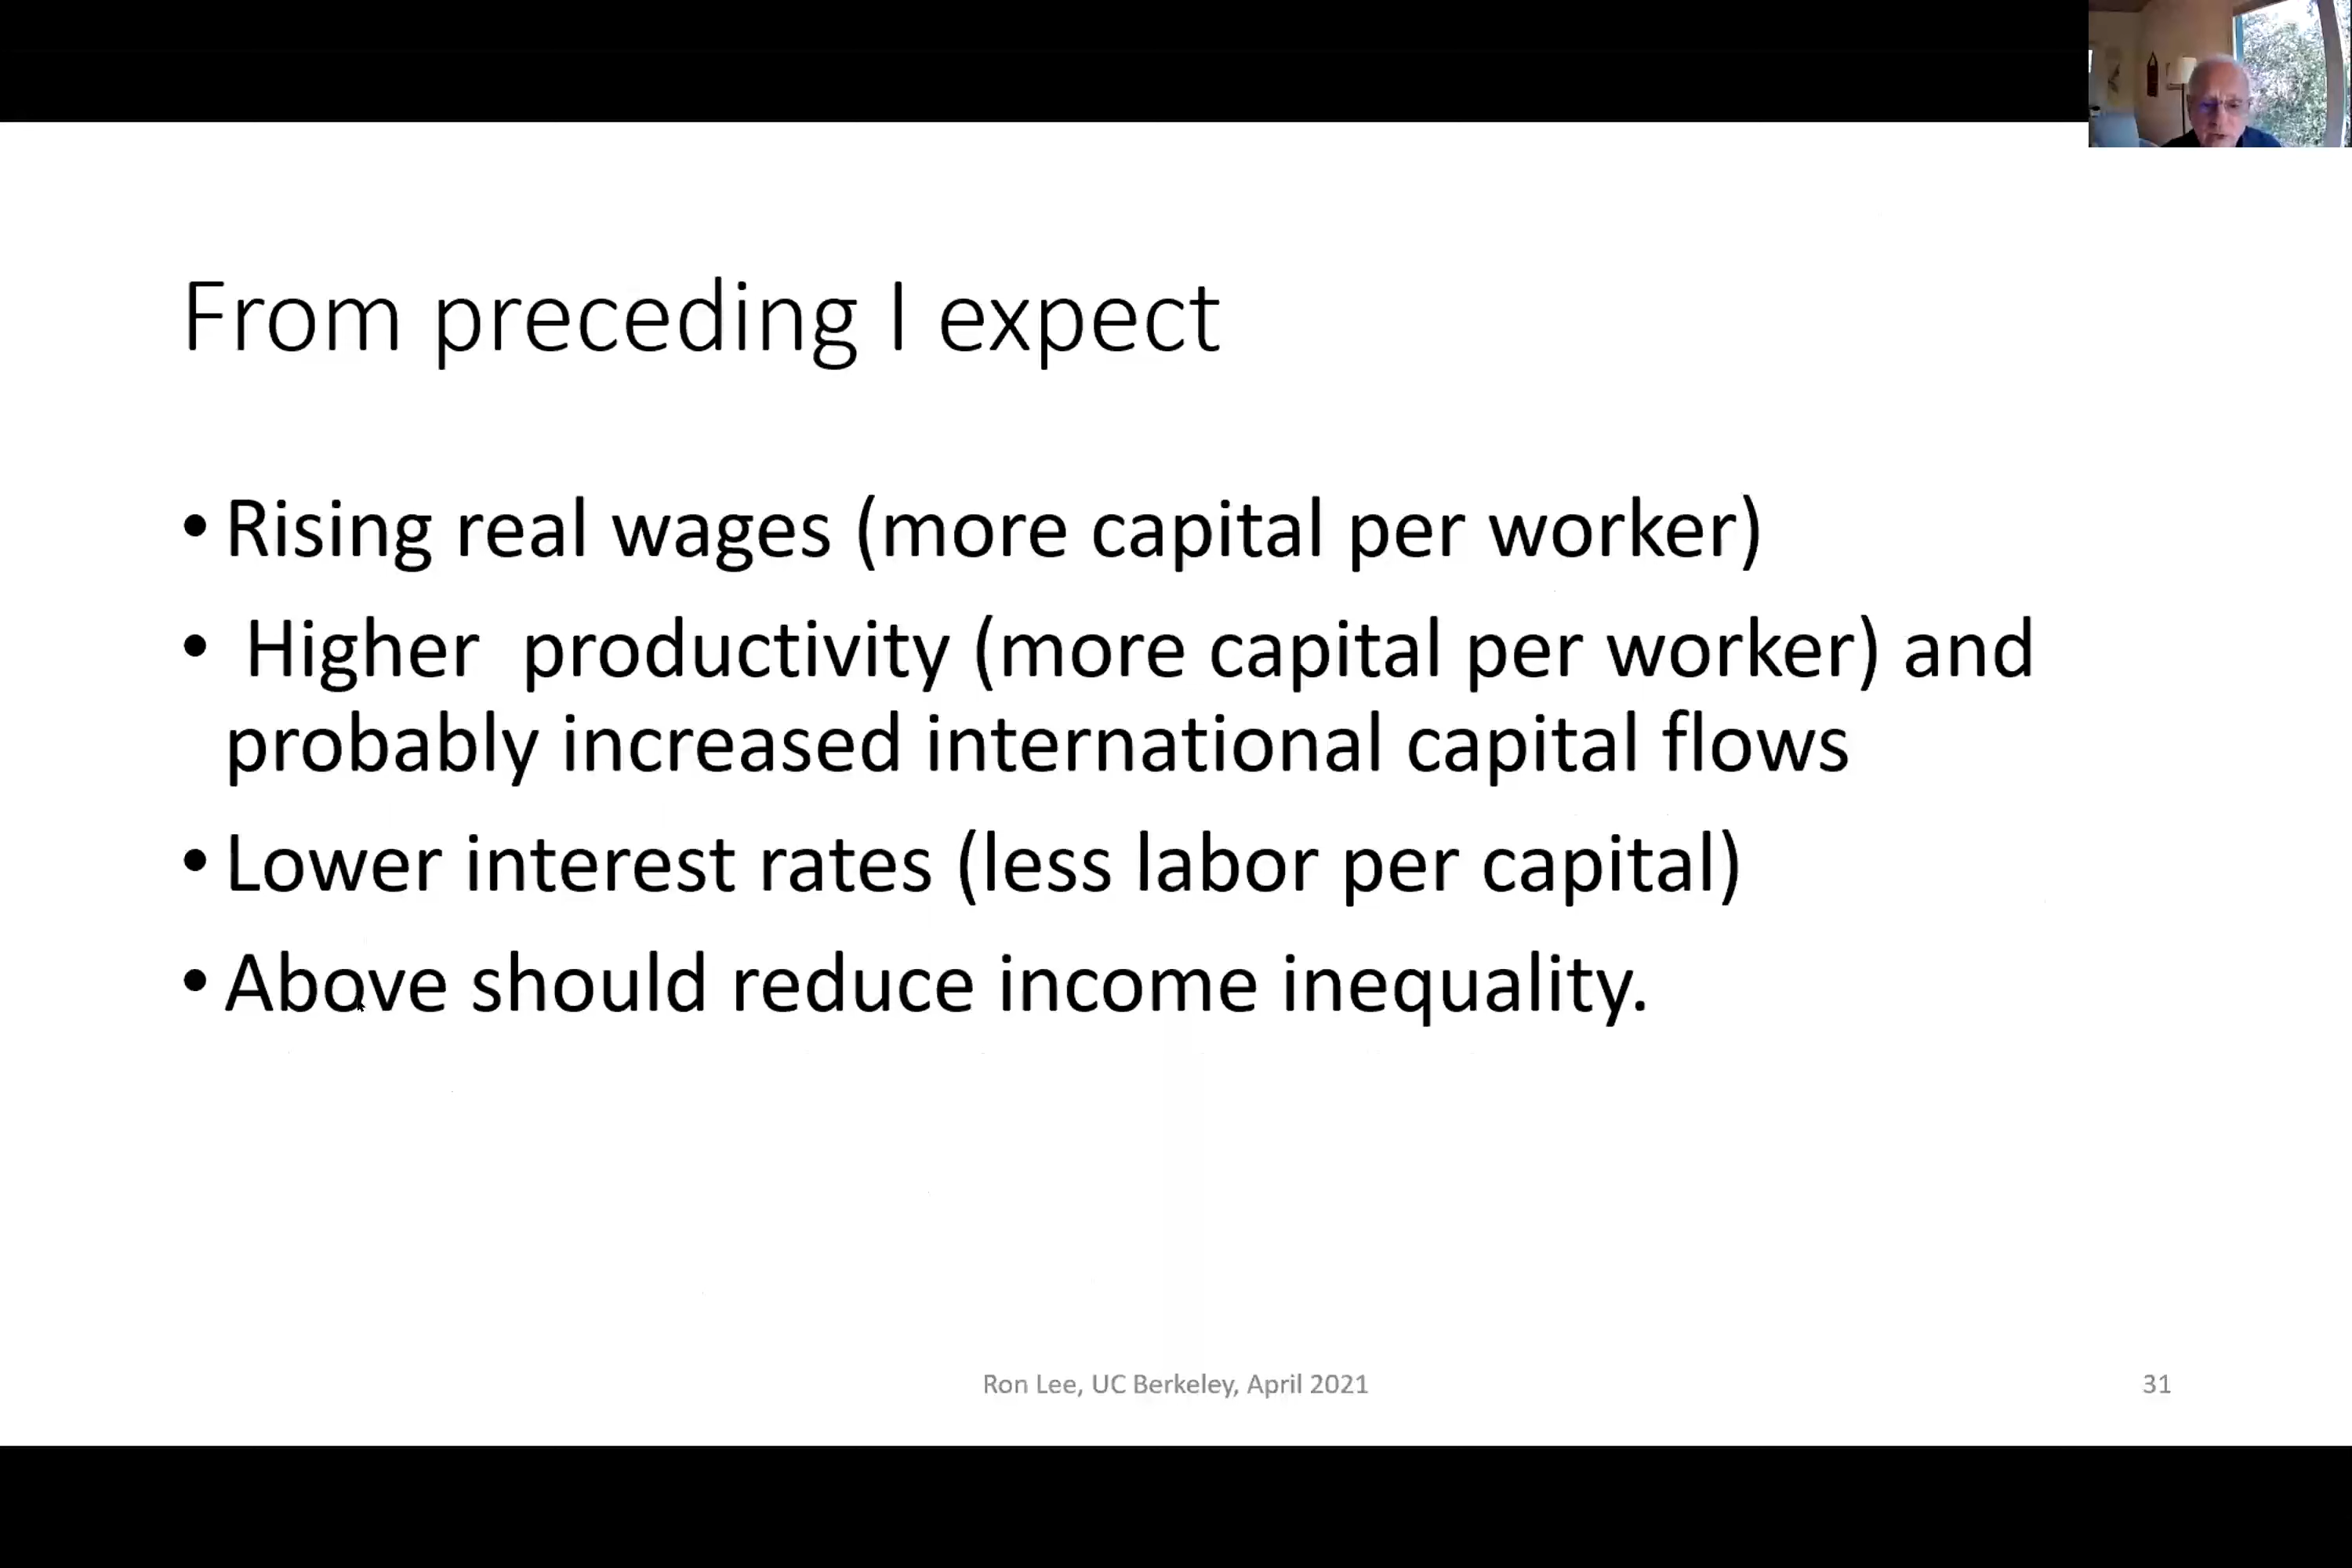 From preceding I expect
• Rising real wages (more capital per worker)
• Higher productivity (more capital per worker) and
probably increased international capital flows
• Lower interest rates (less labor per capital)
• Above should reduce income inequality.
Ron Lee, UC Berkeley, April 2021
31